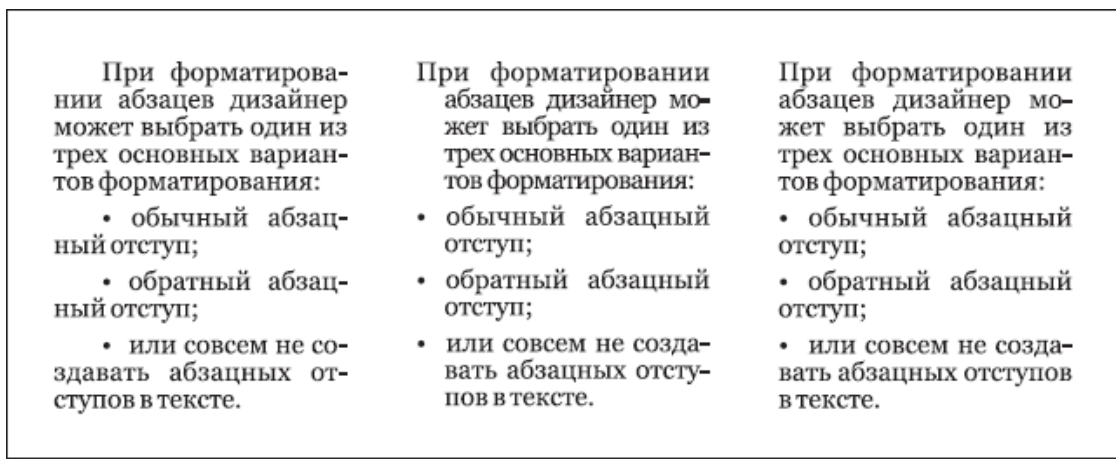 При форматирова-
нии абзацев дизайнер
может выбрать один из
трех основных вариан-
тов форматирования:
• обычный абзац-
ный отступ;
• обратный абзац-
ный отступ;
• или совсем не со-
здавать абзацных от-
ступов в тексте.
При форматировании
абзацев дизайнер мо-
жет выбрать один из
трех основных вариан-
тов форматирования:
• обычный абзацный
отступ;
• обратный абзацный
отступ;
• или совсем не созда-
вать абзацных отсту-
пов в тексте.
При форматировании
абзацев дизайнер мо-
жет выбрать один из
трех основных вариан-
тов форматирования:
• обычный абзацный
отступ;
• обратный абзацный
отступ;
• или совсем не созда-
вать абзацных отступов
в тексте.